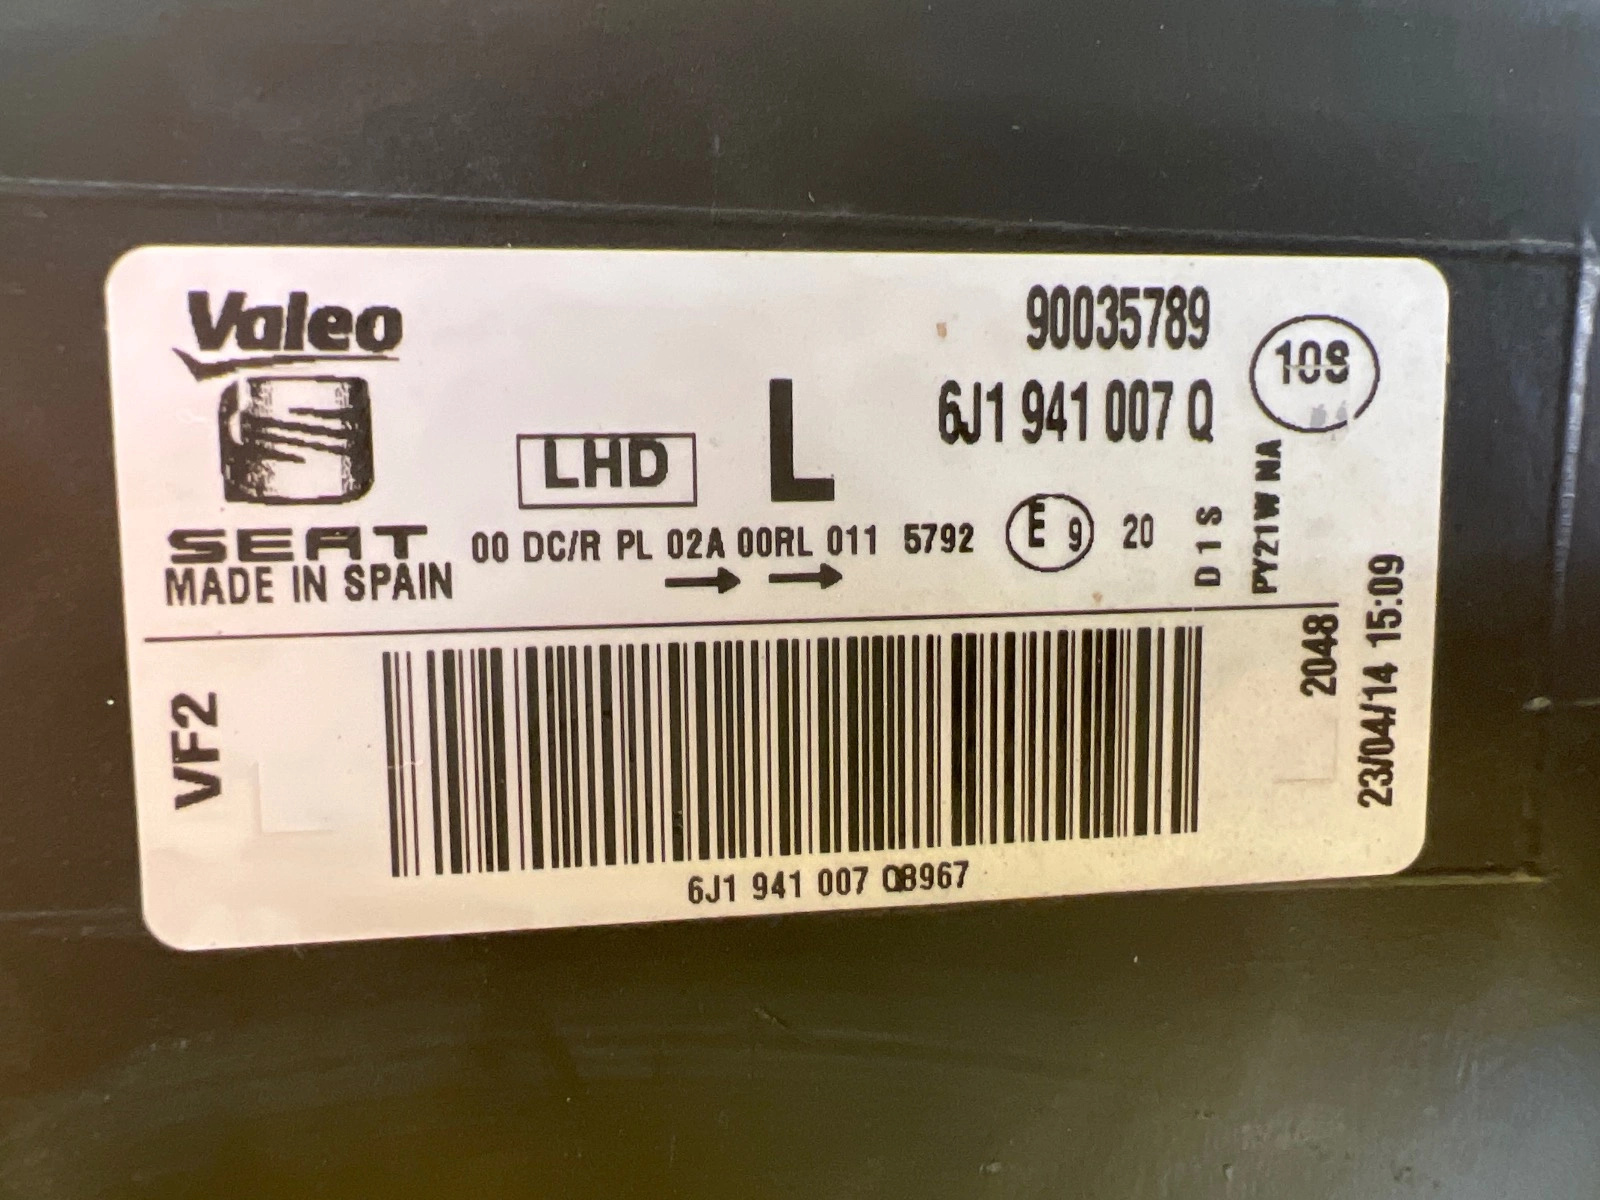 Valeo
90035789
10S
6J1 941 007 Q
LHD
L
SEAT
00 DC/R PL 02A 00RL 011 5792 E 9 20
MADE IN SPAIN
D1S
PY21W NA
VF2
2048
23/04/14 15:09
6J1 941 007 QB967